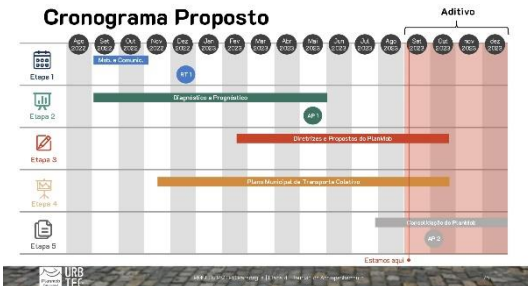 Cronograma Proposto
Aditivo
Ago 2022 Set 2022 Out 2022 Nov 2022 Dez 2022 Jan 2023 Fev 2023 Mar 2023 Abr 2023 Mai 2023 Jun 2023 Jul 2023 Ago 2023 Set 2023 Out 2023 nov 2023 dez 2023
Mob. e Comunic.
Etapa 1
RT 1
Diagnóstico e Prognóstico
Etapa 2
AP 1
Diretrizes e Propostas do PlanMob
Etapa 3
Plano Municipal de Transporte Coletivo
Etapa 4
Consolidação do PlanMob
Etapa 5
AP 2
Estamos aqui
URB
TEC